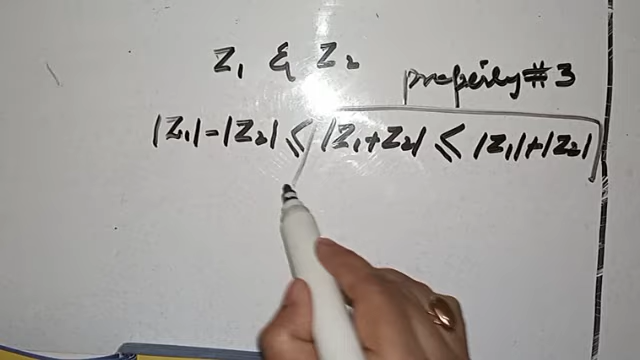 Z₁ & Z₂
property #3
|Z₁| - |Z₂| ≤ |Z₁+Z₂| ≤ |Z₁|+|Z₂|